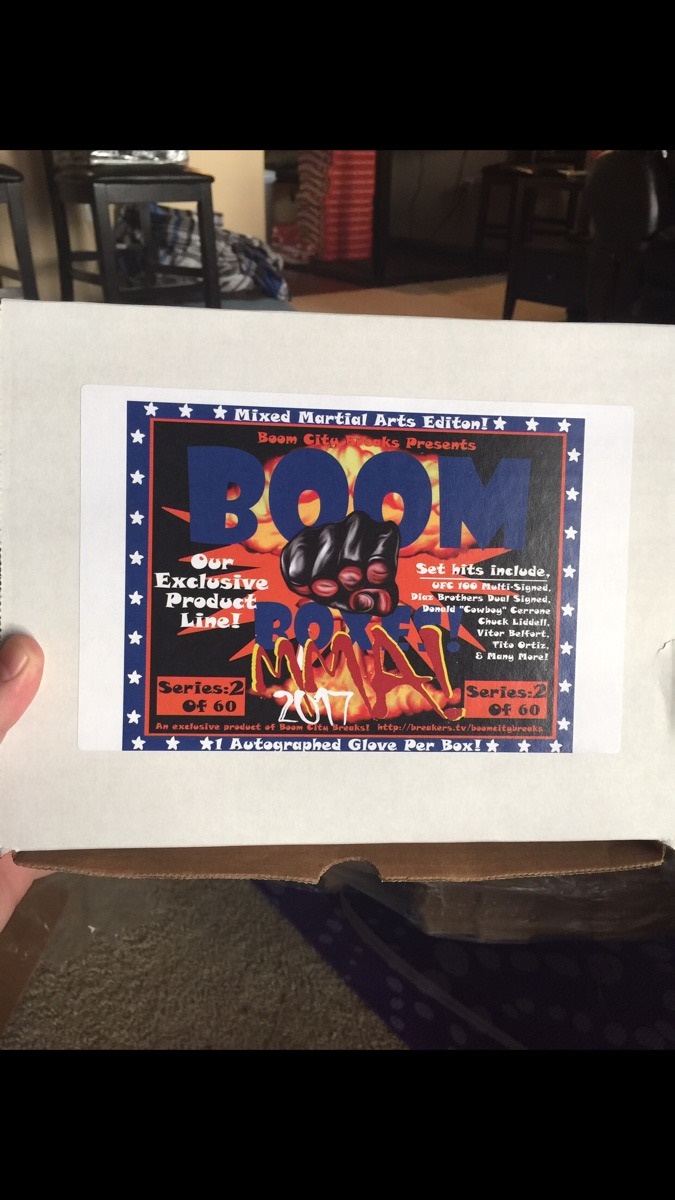 Mixed Martial Arts Editon!
Boom City Breaks Presents
BOOM
Our
Exclusive
Product
Line!
Set hits include,
UFC 100 Multi-Signed,
Diaz Brothers Dual Signed,
Donald "Cowboy" Cerrone
Chuck Liddell,
Vitor Belfort,
Tito Ortiz,
& Many More!
BOXES!
MMA!
2017
Series:2
Of 60
Series:2
Of 60
An exclusive product of Boom City Breaks! http://breakers.tv/boomcitybreaks
1 Autographed Glove Per Box!